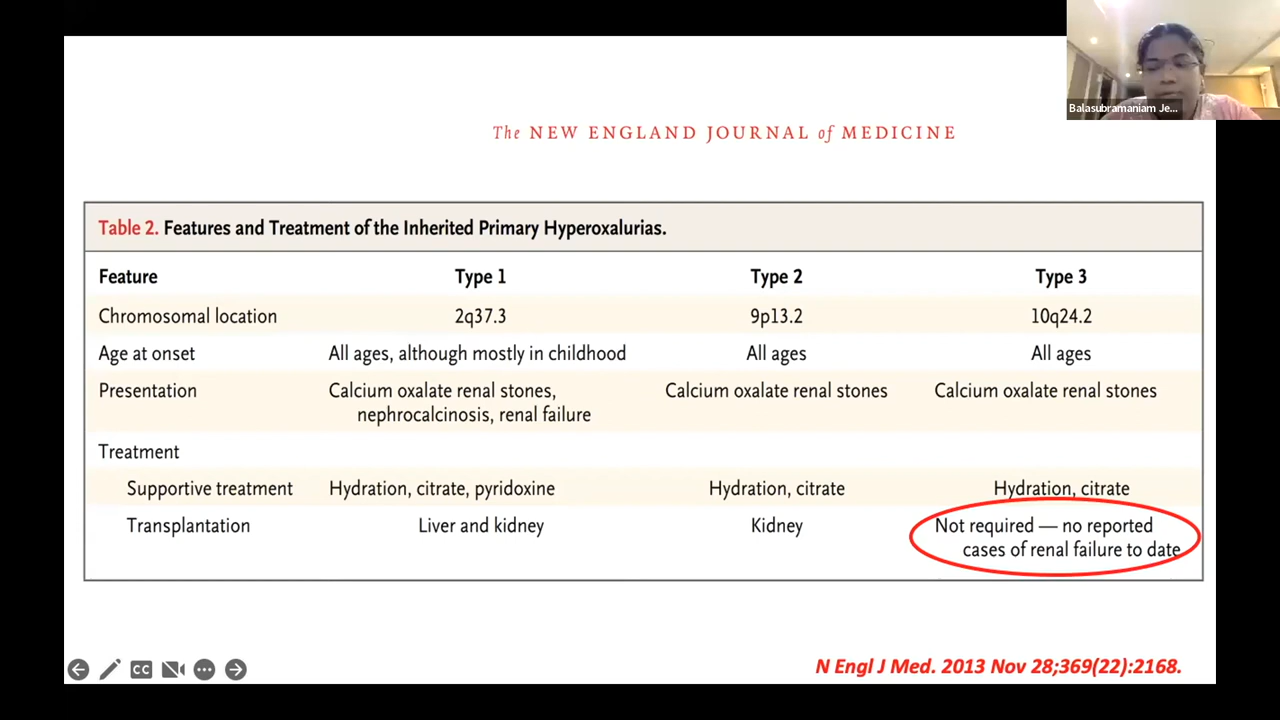 Balasubramaniam Je...
The NEW ENGLAND JOURNAL of MEDICINE
Table 2. Features and Treatment of the Inherited Primary Hyperoxalurias.
Feature Type 1 Type 2 Type 3
Chromosomal location 2q37.3 9p13.2 10q24.2
Age at onset All ages, although mostly in childhood All ages All ages
Presentation Calcium oxalate renal stones, Calcium oxalate renal stones Calcium oxalate renal stones
nephrocalcinosis, renal failure
Treatment
Supportive treatment Hydration, citrate, pyridoxine Hydration, citrate Hydration, citrate
Transplantation Liver and kidney Kidney Not required — no reported
cases of renal failure to date
CC
N Engl J Med. 2013 Nov 28;369(22):2168.